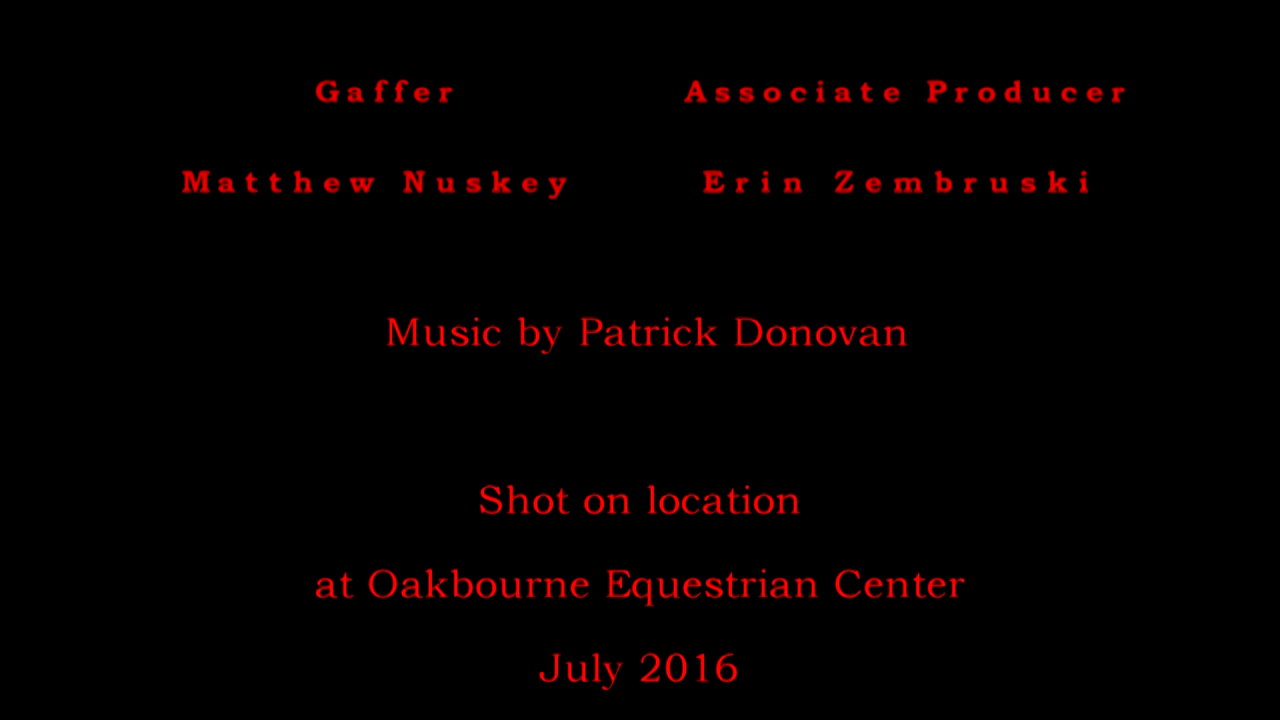 Gaffer
Associate Producer
Matthew Nuskey
Erin Zembruski
Music by Patrick Donovan
Shot on location
at Oakbourne Equestrian Center
July 2016